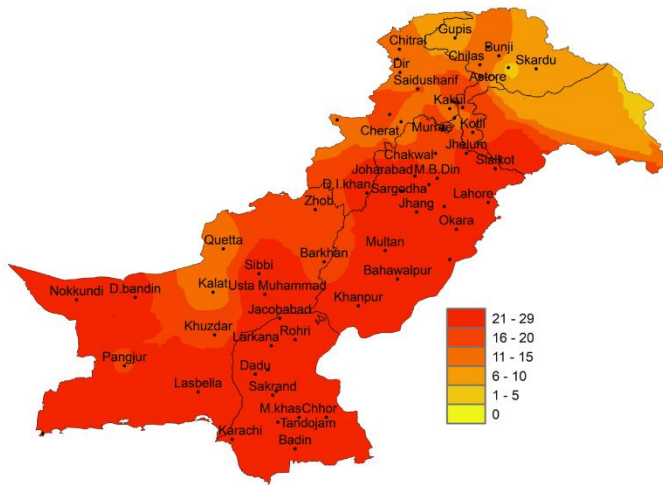 Gupis
Chitral
Bunji
Chilas
Skardu
Dir
Astore
Saidusharif
Kakul
Cherat
Murree
Kotli
Chakwal
Jhelum
Sialkot
Joharabad
M.B.Din
D.I.khan
Sargodha
Zhob
Lahore
Jhang
Okara
Quetta
Multan
Barkhan
Sibbi
Bahawalpur
Nokkundi
D.bandin
Kalat
Usta Muhammad
Khanpur
Jacobabad
21 - 29
Khuzdar
Rohri
16 - 20
Larkana
11 - 15
Pangjur
6 - 10
Dadu
Lasbella
Sakrand
1 - 5
M.khas
Chhor
0
Tandojam
Karachi
Badin